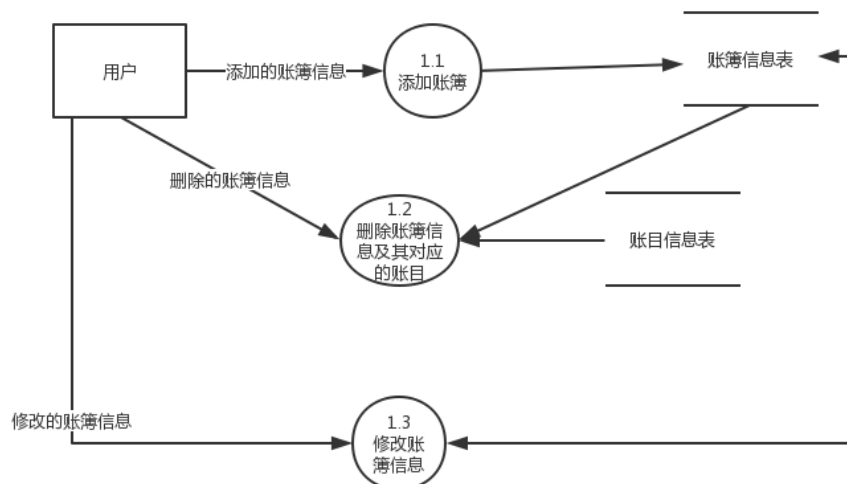 用户
添加的账簿信息
1.1
添加账簿
账簿信息表
删除的账簿信息
1.2
删除账簿信
息及其对应
的账目
账目信息表
修改的账簿信息
1.3
修改账
簿信息